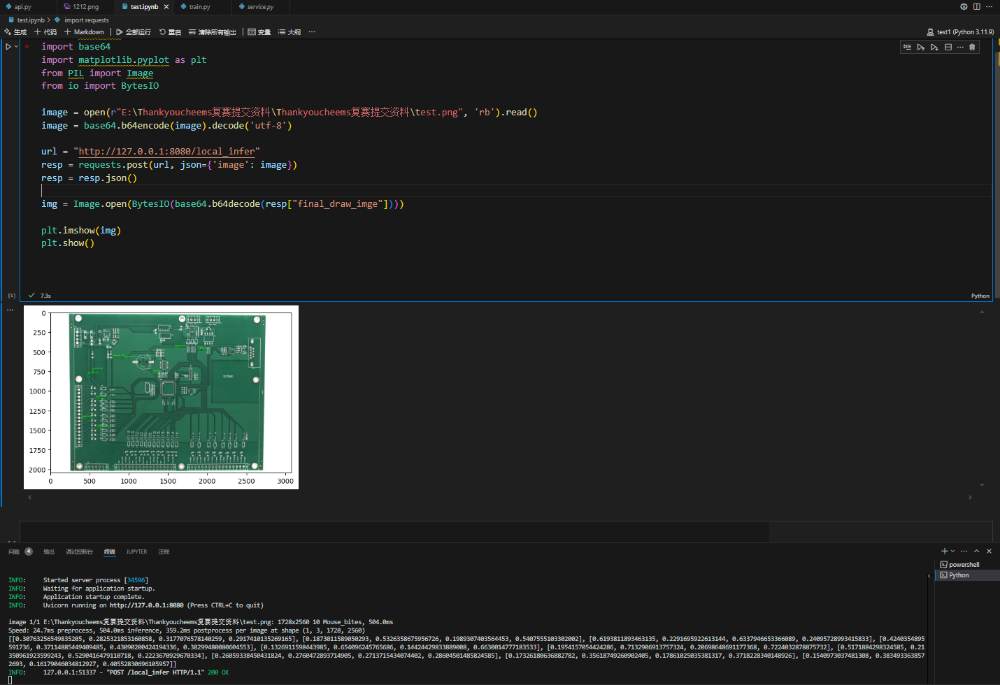 api.py 1212.png test.ipynb train.py service.py
test.ipynb > import requests
生成 + 代码 + Markdown 全部运行 重启 清除所有输出 变量 大纲 ... test1 (Python 3.11.9)
import base64
import matplotlib.pyplot as plt
from PIL import Image
from io import BytesIO
image = open(r"E:\Thankyoucheems复赛提交资料\Thankyoucheems复赛提交资料\test.png", 'rb').read()
image = base64.b64encode(image).decode('utf-8')
url = "http://127.0.0.1:8080/local_infer"
resp = requests.post(url, json={'image': image})
resp = resp.json()
img = Image.open(BytesIO(base64.b64decode(resp["final_draw_imge"])))
plt.imshow(img)
plt.show()
[1] 7.3s Python
0
250
500
750
1000
1250
1500
1750
2000
0 500 1000 1500 2000 2500 3000
问题 4 输出 调试控制台 终端 JUPYTER 注释
powershell
Python
INFO: Started server process [34596]
INFO: Waiting for application startup.
INFO: Application startup complete.
INFO: Uvicorn running on http://127.0.0.1:8080 (Press CTRL+C to quit)
image 1/1 E:\Thankyoucheems复赛提交资料\Thankyoucheems复赛提交资料\test.png: 1728x2560 10 Mouse_bites, 504.0ms
Speed: 24.7ms preprocess, 504.0ms inference, 359.2ms postprocess per image at shape (1, 3, 1728, 2560)
[[0.30763256549835205, 0.2825321853160858, 0.3177076578140259, 0.2917410135269165], [0.1873011589050293, 0.5326358675956726, 0.1989307403564453, 0.5407555103302002], [0.6193811893463135, 0.2291695922613144, 0.6337946653366089, 0.24095728993415833], [0.4240354895
591736, 0.37114885449409485, 0.43090200424194336, 0.38299480080604553], [0.1326911598443985, 0.654096245765686, 0.14424429833889008, 0.6630014777183533], [0.1954157054424286, 0.7132906913757324, 0.20698648691177368, 0.7224032878875732], [0.5171884298324585, 0.21
350961923599243, 0.5290416479110718, 0.2223670929670334], [0.26059338450431824, 0.2760472893714905, 0.2713715434074402, 0.28604501485824585], [0.17326180636882782, 0.35618749260902405, 0.17861025035381317, 0.3718228340148926], [0.1540973037481308, 0.383493363857
2693, 0.16179046034812927, 0.40552830696105957]]
INFO: 127.0.0.1:51337 - "POST /local_infer HTTP/1.1" 200 OK